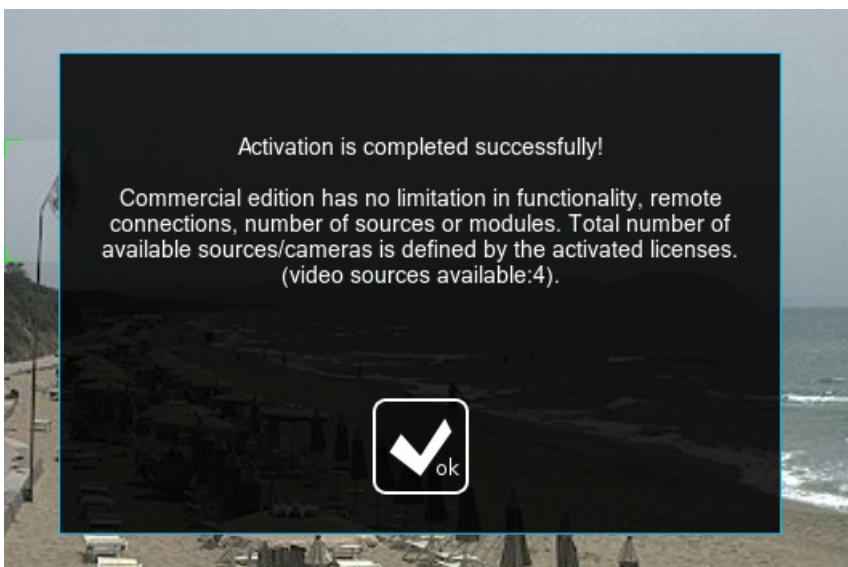 Activation is completed successfully!
Commercial edition has no limitation in functionality, remote
connections, number of sources or modules. Total number of
available sources/cameras is defined by the activated licenses.
(video sources available:4).
ok